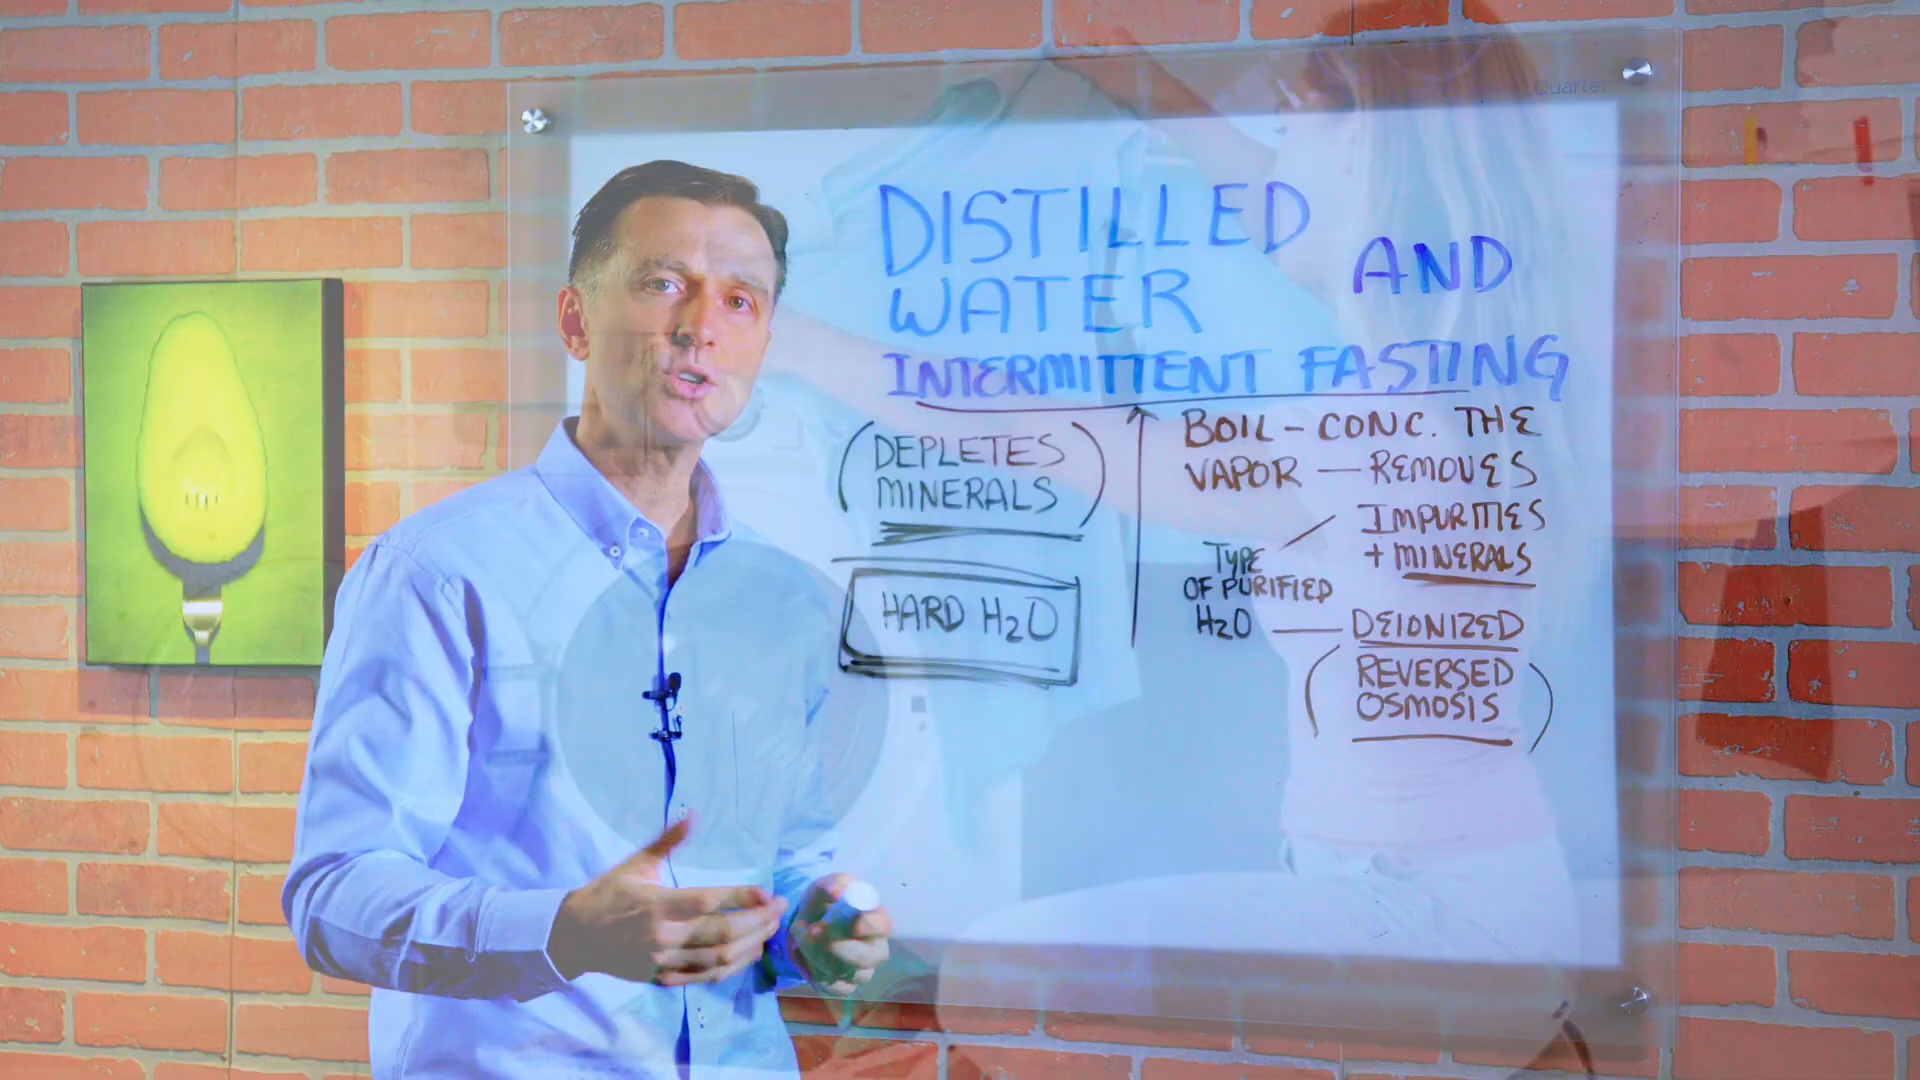 Quarter
DISTILLED
WATER AND
INTERMITTENT FASTING
(DEPLETES
MINERALS)
HARD H2O
BOIL - CONC. THE
VAPOR - REMOVES
IMPURITIES
+ MINERALS
TYPE
OF PURIFIED
H2O - DEIONIZED
(REVERSED
OSMOSIS)